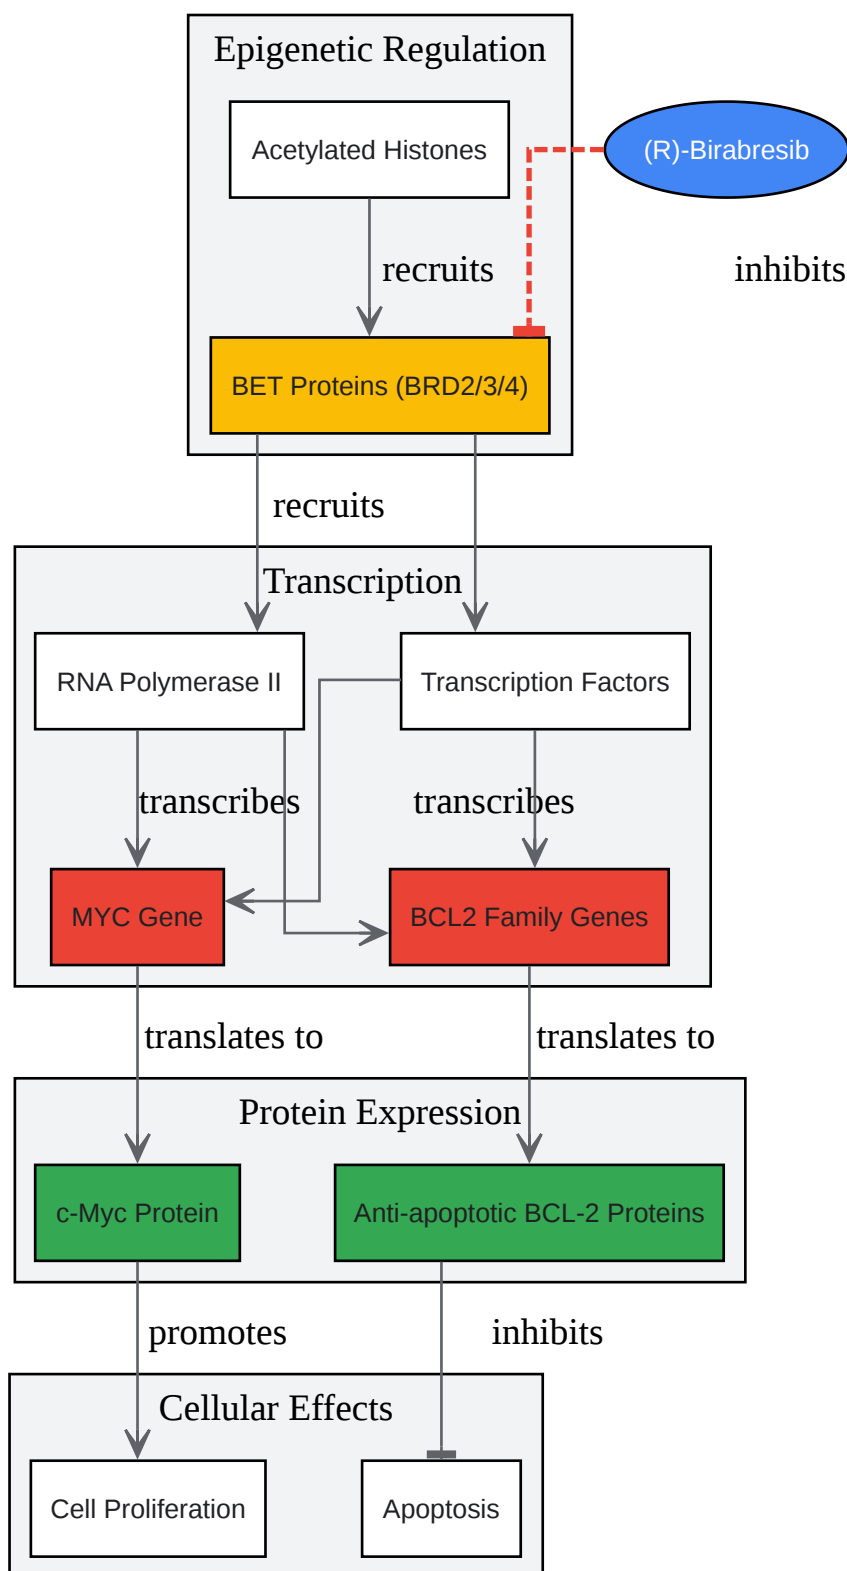 Epigenetic Regulation
Acetylated Histones
(R)-Birabresib
recruits
inhibits
BET Proteins (BRD2/3/4)
recruits
Transcription
RNA Polymerase II
Transcription Factors
transcribes
transcribes
MYC Gene
BCL2 Family Genes
translates to
translates to
Protein Expression
c-Myc Protein
Anti-apoptotic BCL-2 Proteins
promotes
inhibits
Cellular Effects
Cell Proliferation
Apoptosis